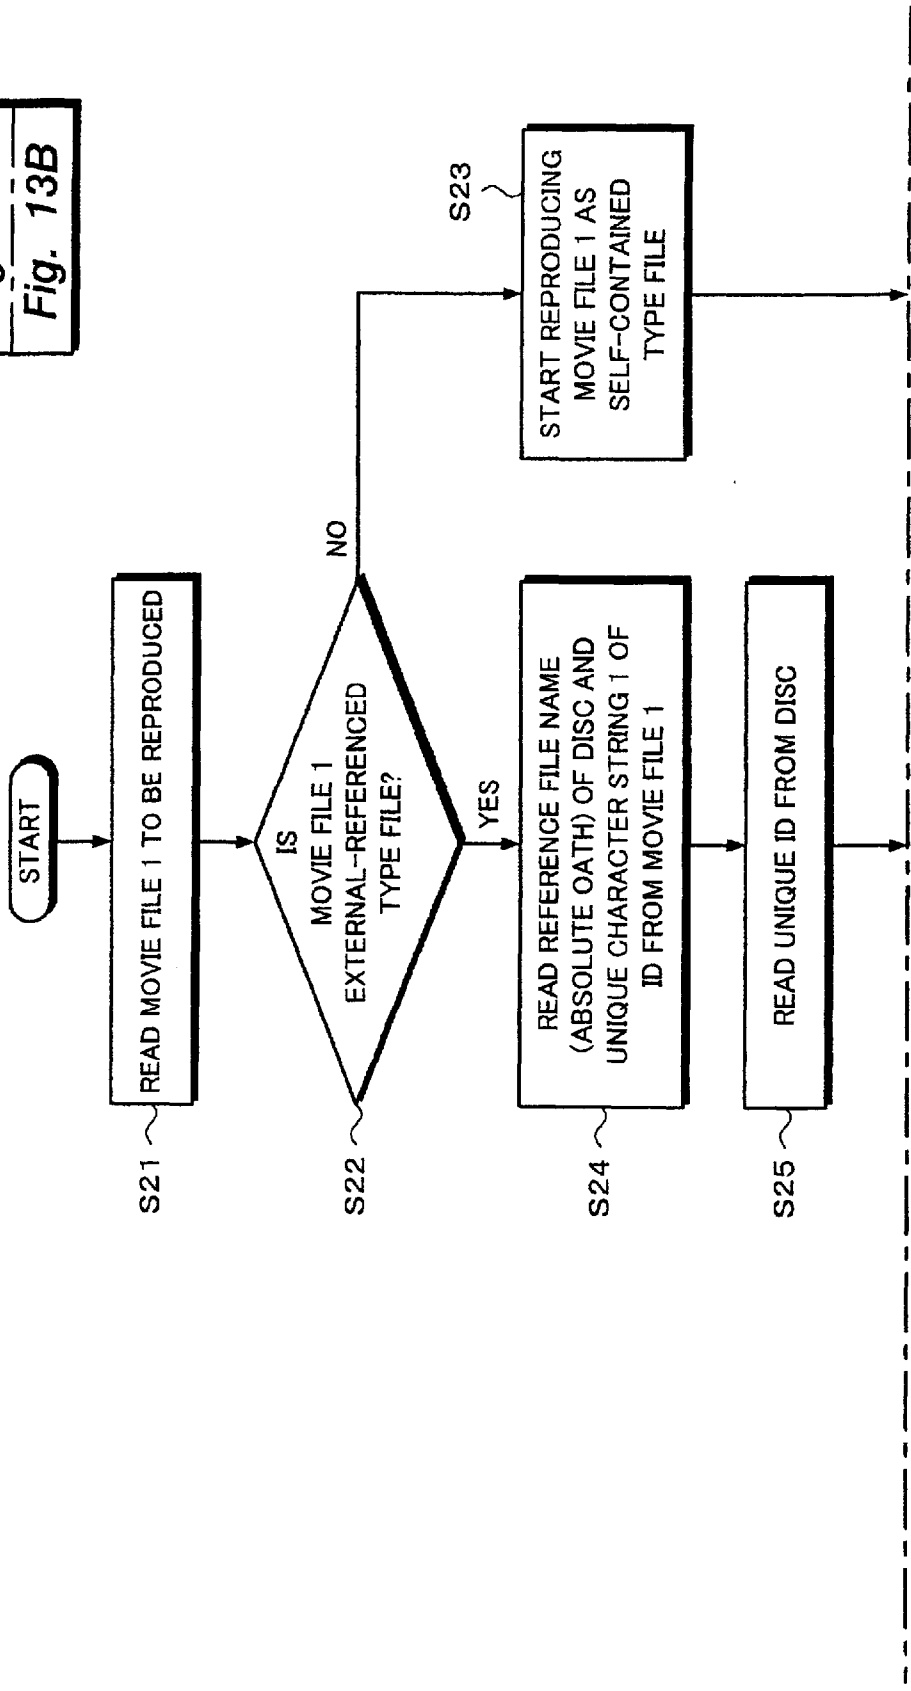 Fig. 13B
START
S21
READ MOVIE FILE 1 TO BE REPRODUCED
S22
IS
MOVIE FILE 1
EXTERNAL-REFERENCED
TYPE FILE?
NO
YES
S23
START REPRODUCING
MOVIE FILE 1 AS
SELF-CONTAINED
TYPE FILE
S24
READ REFERENCE FILE NAME
(ABSOLUTE OATH) OF DISC AND
UNIQUE CHARACTER STRING 1 OF
ID FROM MOVIE FILE 1
S25
READ UNIQUE ID FROM DISC